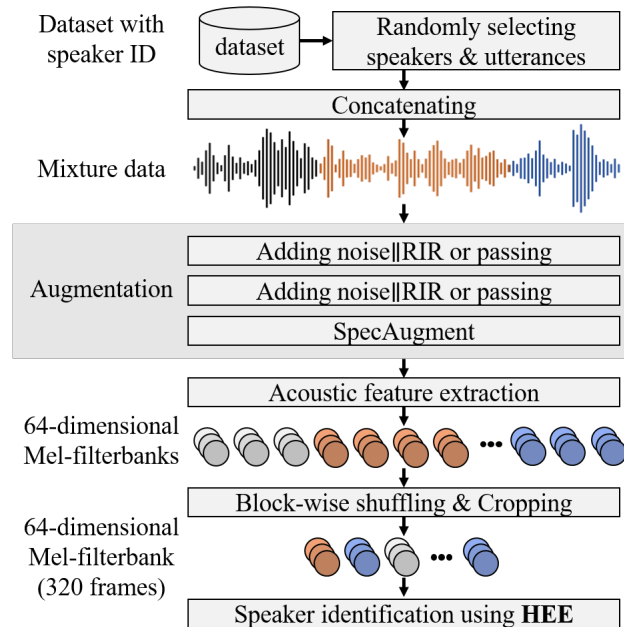 Dataset with
speaker ID
dataset
Randomly selecting
speakers & utterances
Concatenating
Mixture data
Augmentation
Adding noise||RIR or passing
Adding noise||RIR or passing
SpecAugment
Acoustic feature extraction
64-dimensional
Mel-filterbanks
•••
Block-wise shuffling & Cropping
64-dimensional
Mel-filterbank
(320 frames)
•••
Speaker identification using HEE